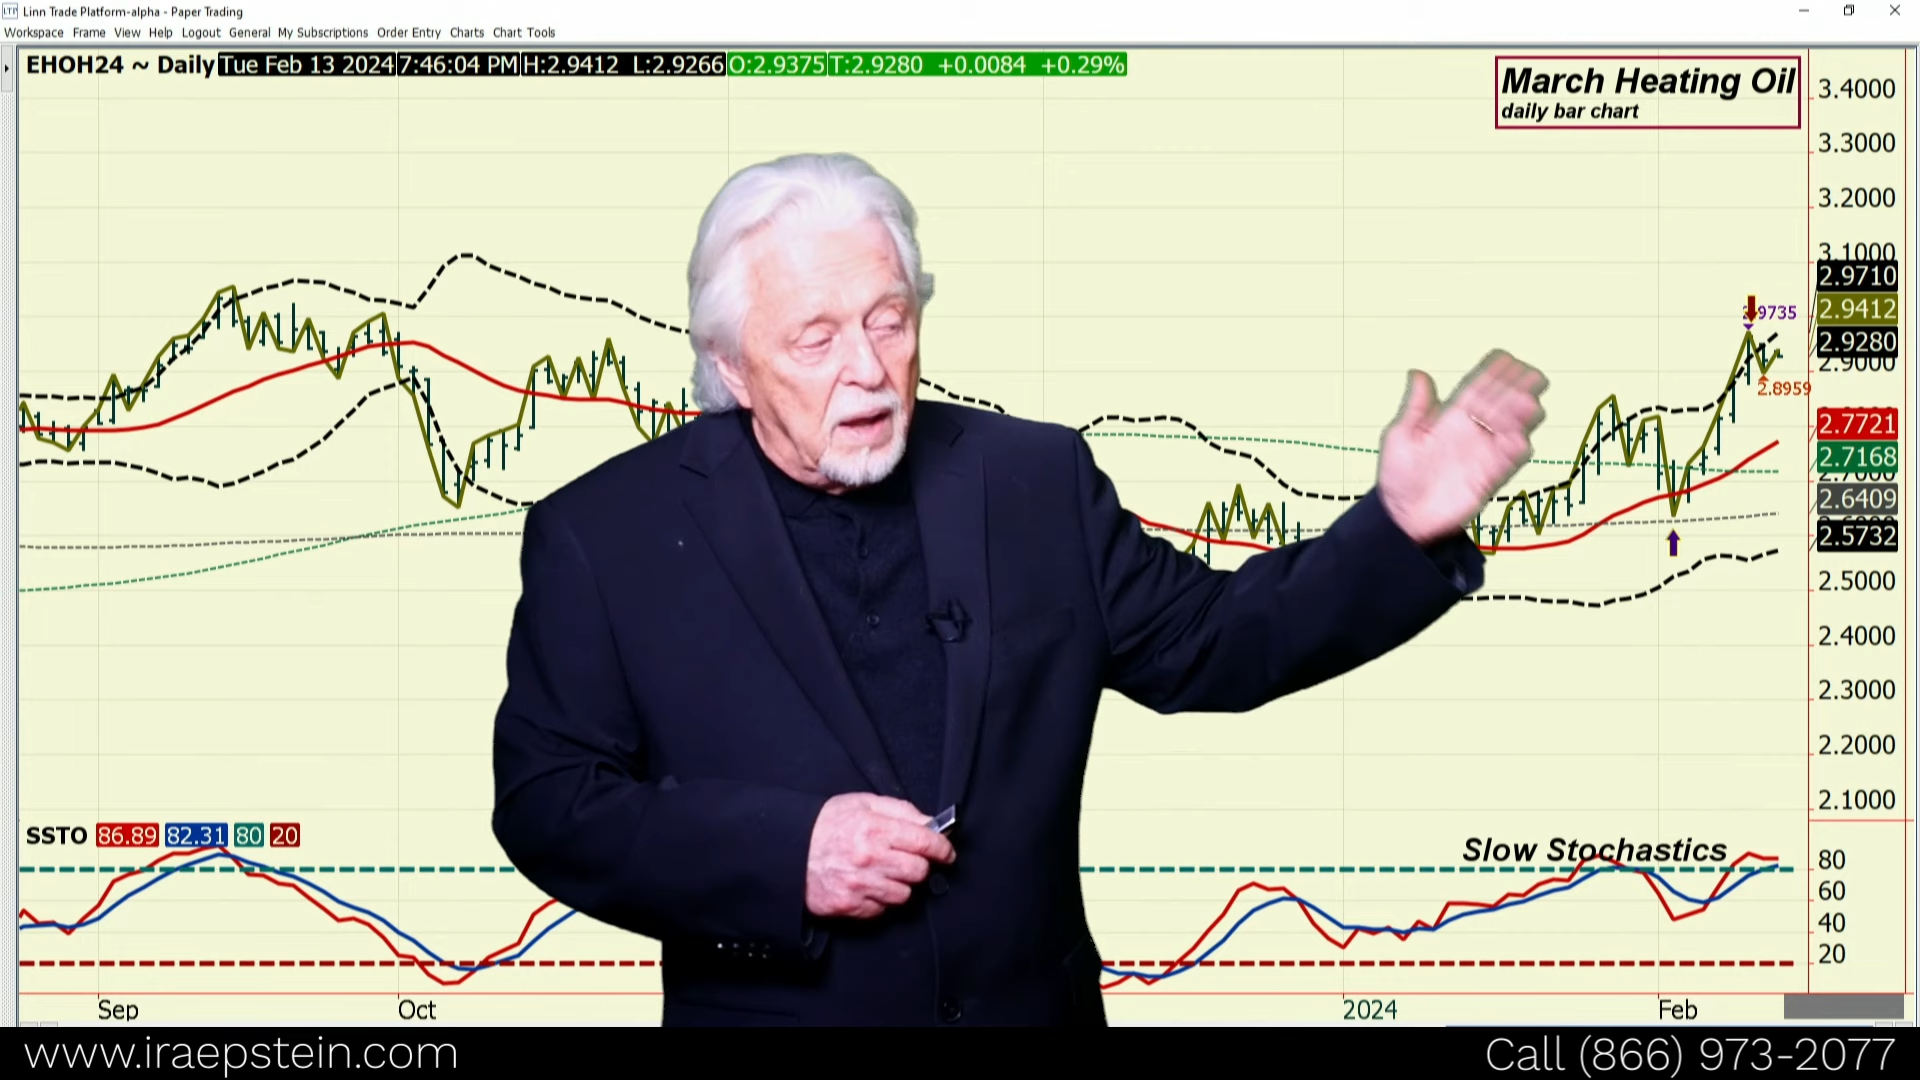 LTP Linn Trade Platform-alpha - Paper Trading
Workspace Frame View Help Logout General My Subscriptions Order Entry Charts Chart Tools
EHOH24 ~ Daily Tue Feb 13 2024 7:46:04 PM H:2.9412 L:2.9266 O:2.9375 T:2.9280 +0.0084 +0.29%
March Heating Oil
daily bar chart
3.4000
3.3000
3.2000
3.1000
2.9710
2.9412
2.9280
2.9000
2.8959
2.7721
2.7168
2.6409
2.5732
2.5000
2.4000
2.3000
2.2000
2.1000
SSTO 86.89 82.31 80 20
Slow Stochastics
80
60
40
20
Sep Oct 2024 Feb
www.iraepstein.com Call (866) 973-2077